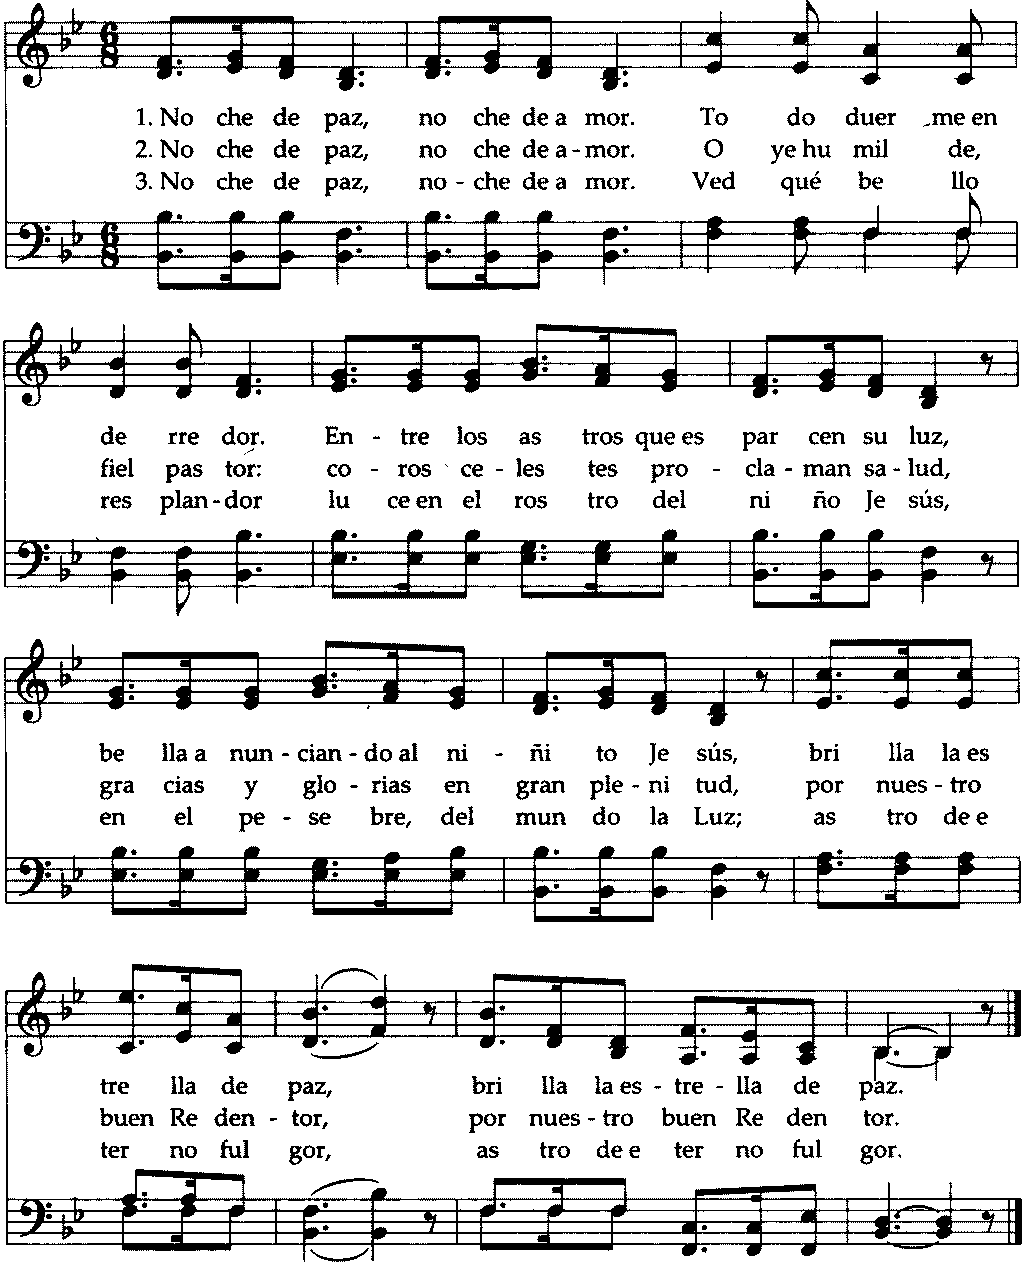 1. No che de paz, no che de a mor. To do duer me en
2. No che de paz, no che de a - mor. O ye hu mil de,
3. No che de paz, no - che de a mor. Ved qué be llo
de rre dor. En - tre los as tros que es par cen su luz,
fiel pas tor: co - ros ce - les tes pro - cla - man sa - lud,
res plan - dor lu ce en el ros tro del ni ño Je sús,
be lla a nun - cian - do al ni - ñi to Je sús, bri lla la es
gra cias y glo - rias en gran ple - ni tud, por nues - tro
en el pe - se bre, del mun do la Luz; as tro de e
tre lla de paz, bri lla la es - tre - lla de paz.
buen Re den - tor, por nues - tro buen Re den tor.
ter no ful gor, as tro de e ter no ful gor.